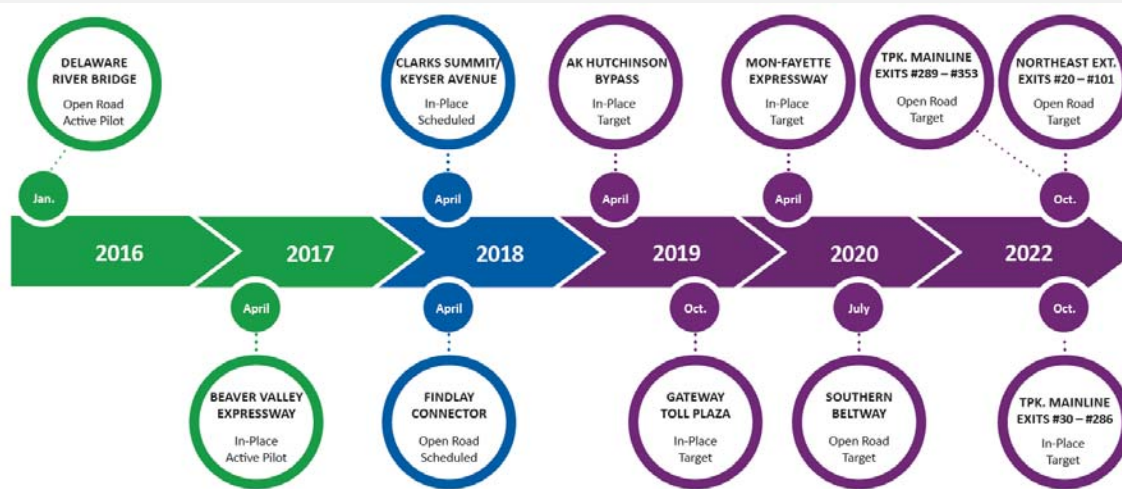 DELAWARE
RIVER BRIDGE
Open Road
Active Pilot
CLARKS SUMMIT/
KEYSER AVENUE
In-Place
Scheduled
AK HUTCHINSON
BYPASS
In-Place
Target
MON-FAYETTE
EXPRESSWAY
In-Place
Target
TPK. MAINLINE
EXITS #289 – #353
Open Road
Target
NORTHEAST EXT.
EXITS #20 – #101
Open Road
Target
Jan.
April
April
April
Oct.
2016
2017
2018
2019
2020
2022
April
April
Oct.
July
Oct.
BEAVER VALLEY
EXPRESSWAY
In-Place
Active Pilot
FINDLAY
CONNECTOR
Open Road
Scheduled
GATEWAY
TOLL PLAZA
In-Place
Target
SOUTHERN
BELTWAY
Open Road
Target
TPK. MAINLINE
EXITS #30 – #286
In-Place
Target